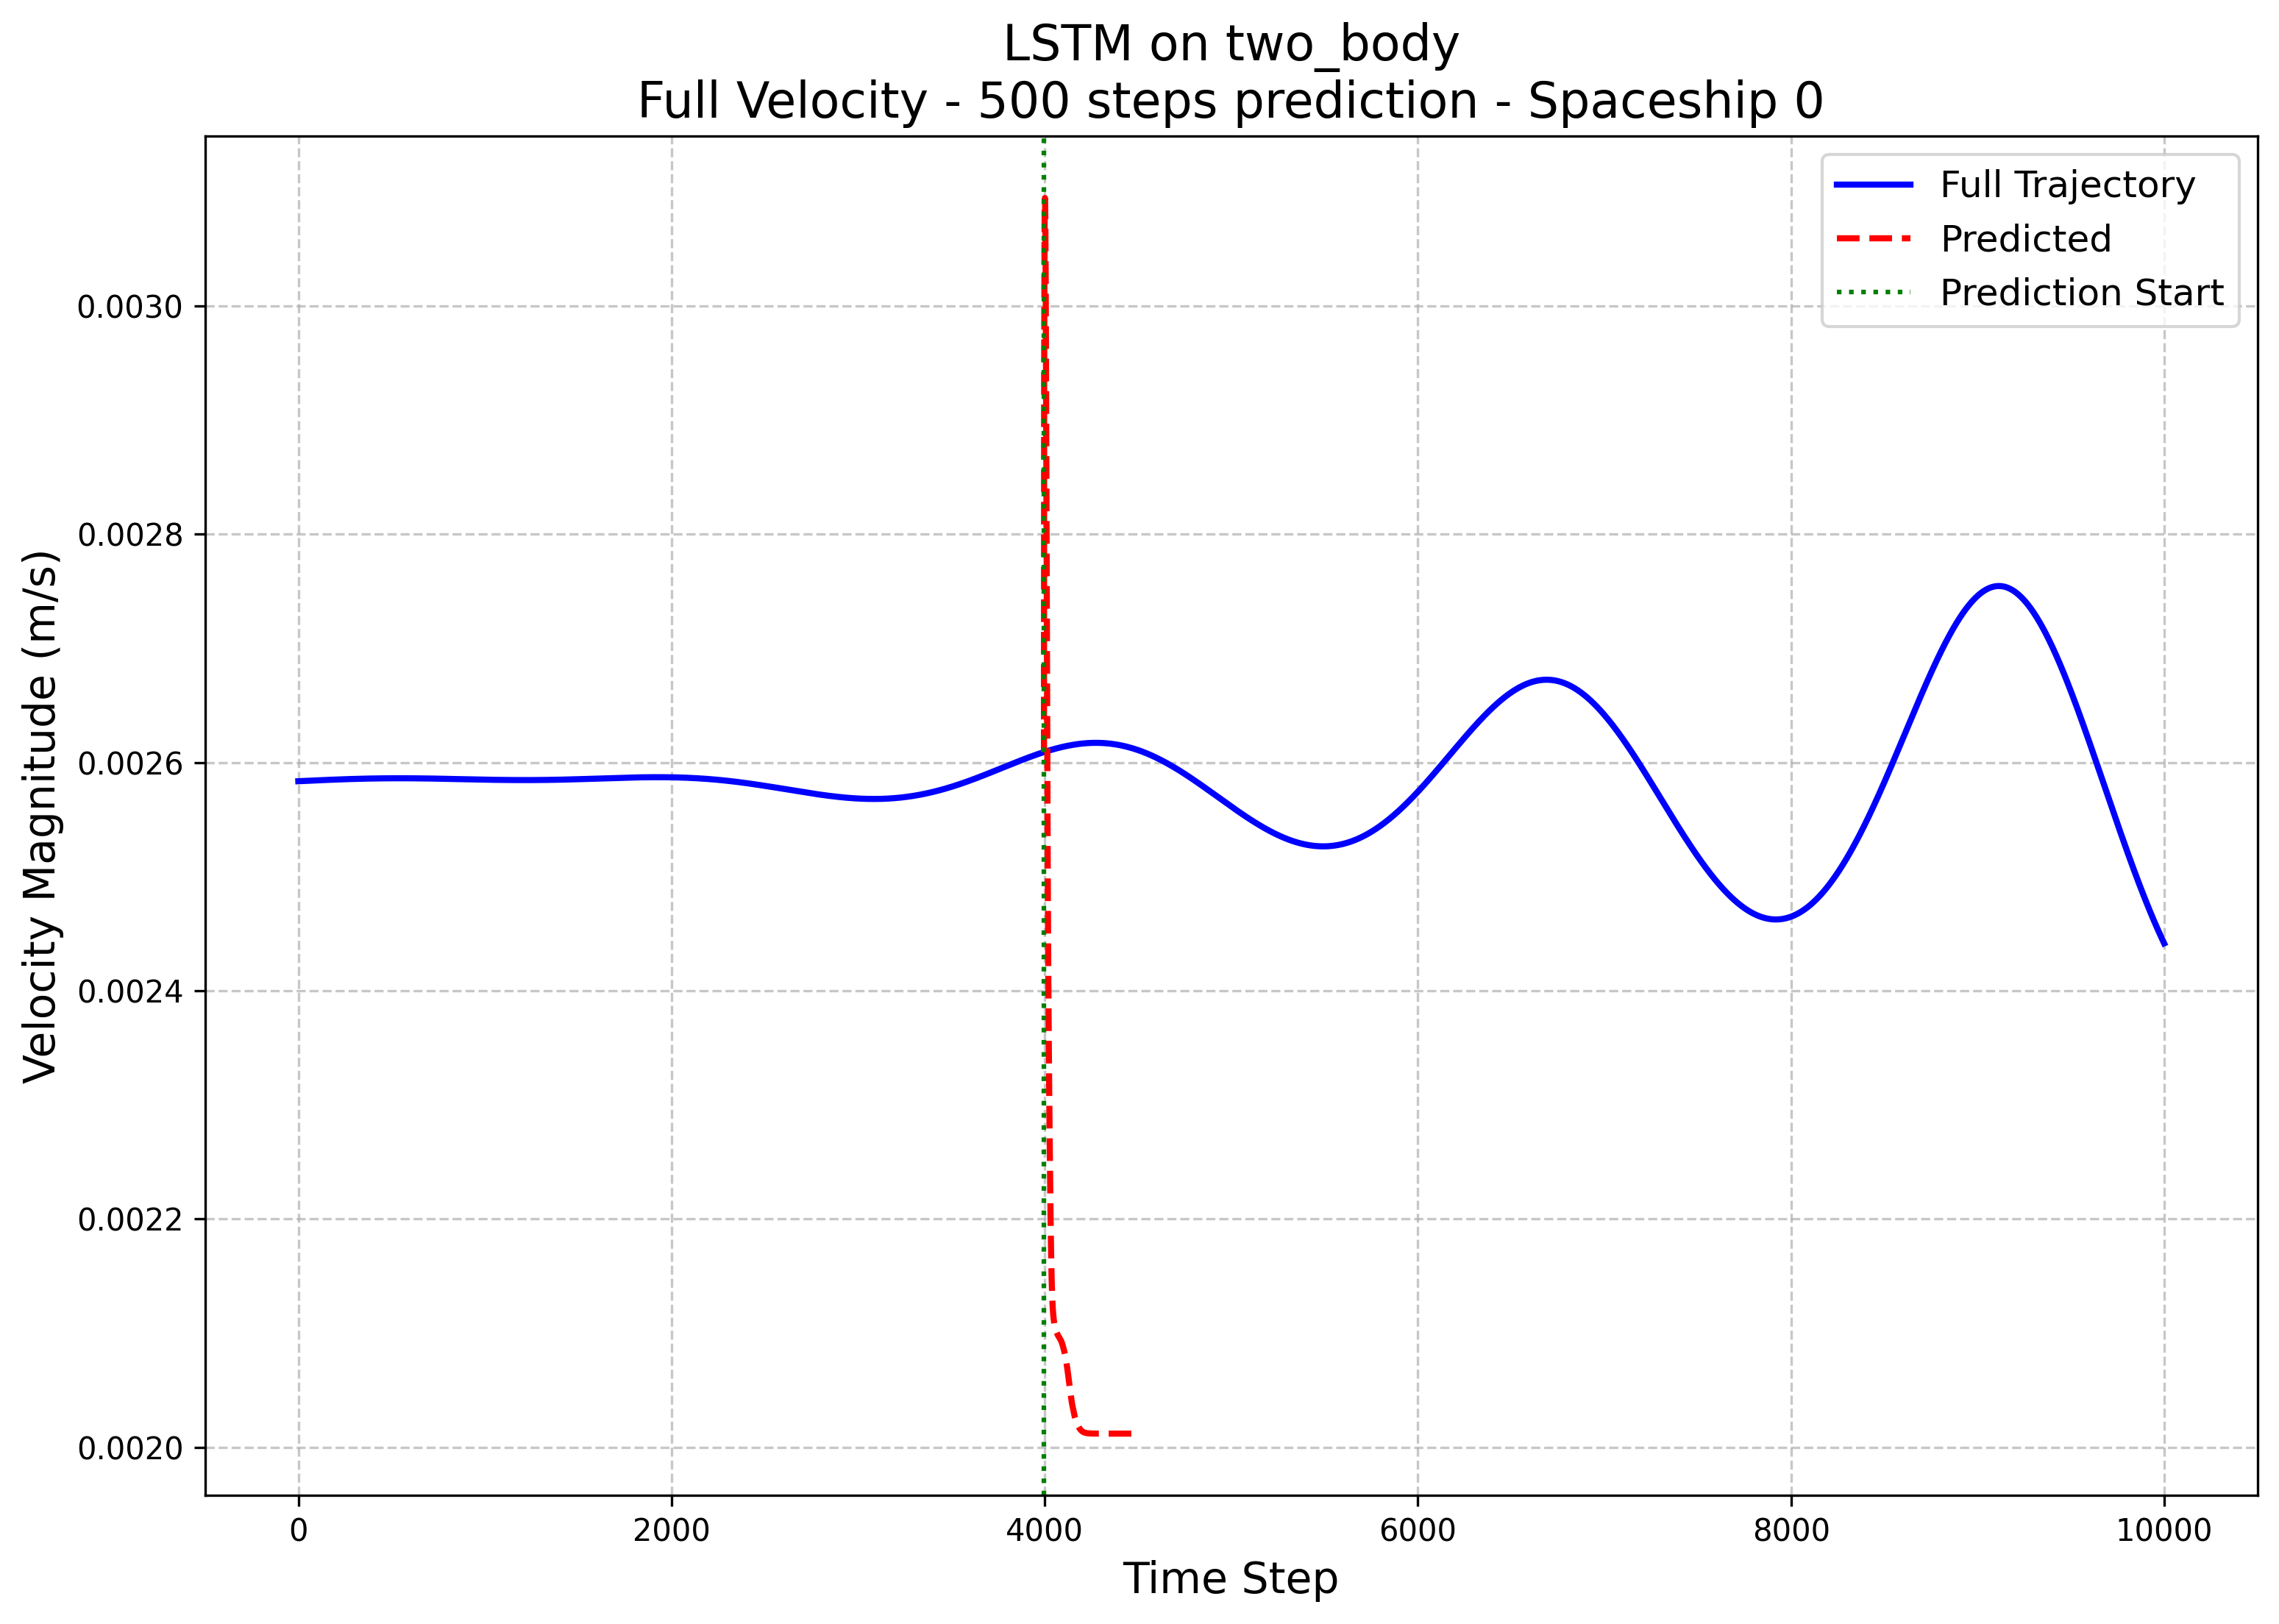 LSTM on two_body
Full Velocity - 500 steps prediction - Spaceship 0
Full Trajectory
Predicted
Prediction Start
Velocity Magnitude (m/s)
0.0030
0.0028
0.0026
0.0024
0.0022
0.0020
0 2000 4000 6000 8000 10000
Time Step